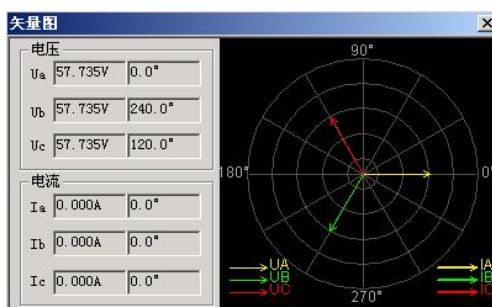 矢量图
电压
Ua 57.735V 0.0°
Ub 57.735V 240.0°
Uc 57.735V 120.0°
电流
Ia 0.000A 0.0°
Ib 0.000A 0.0°
Ic 0.000A 0.0°
90°
180°
0°
270°
UA
UB
UC
IA
IB
IC